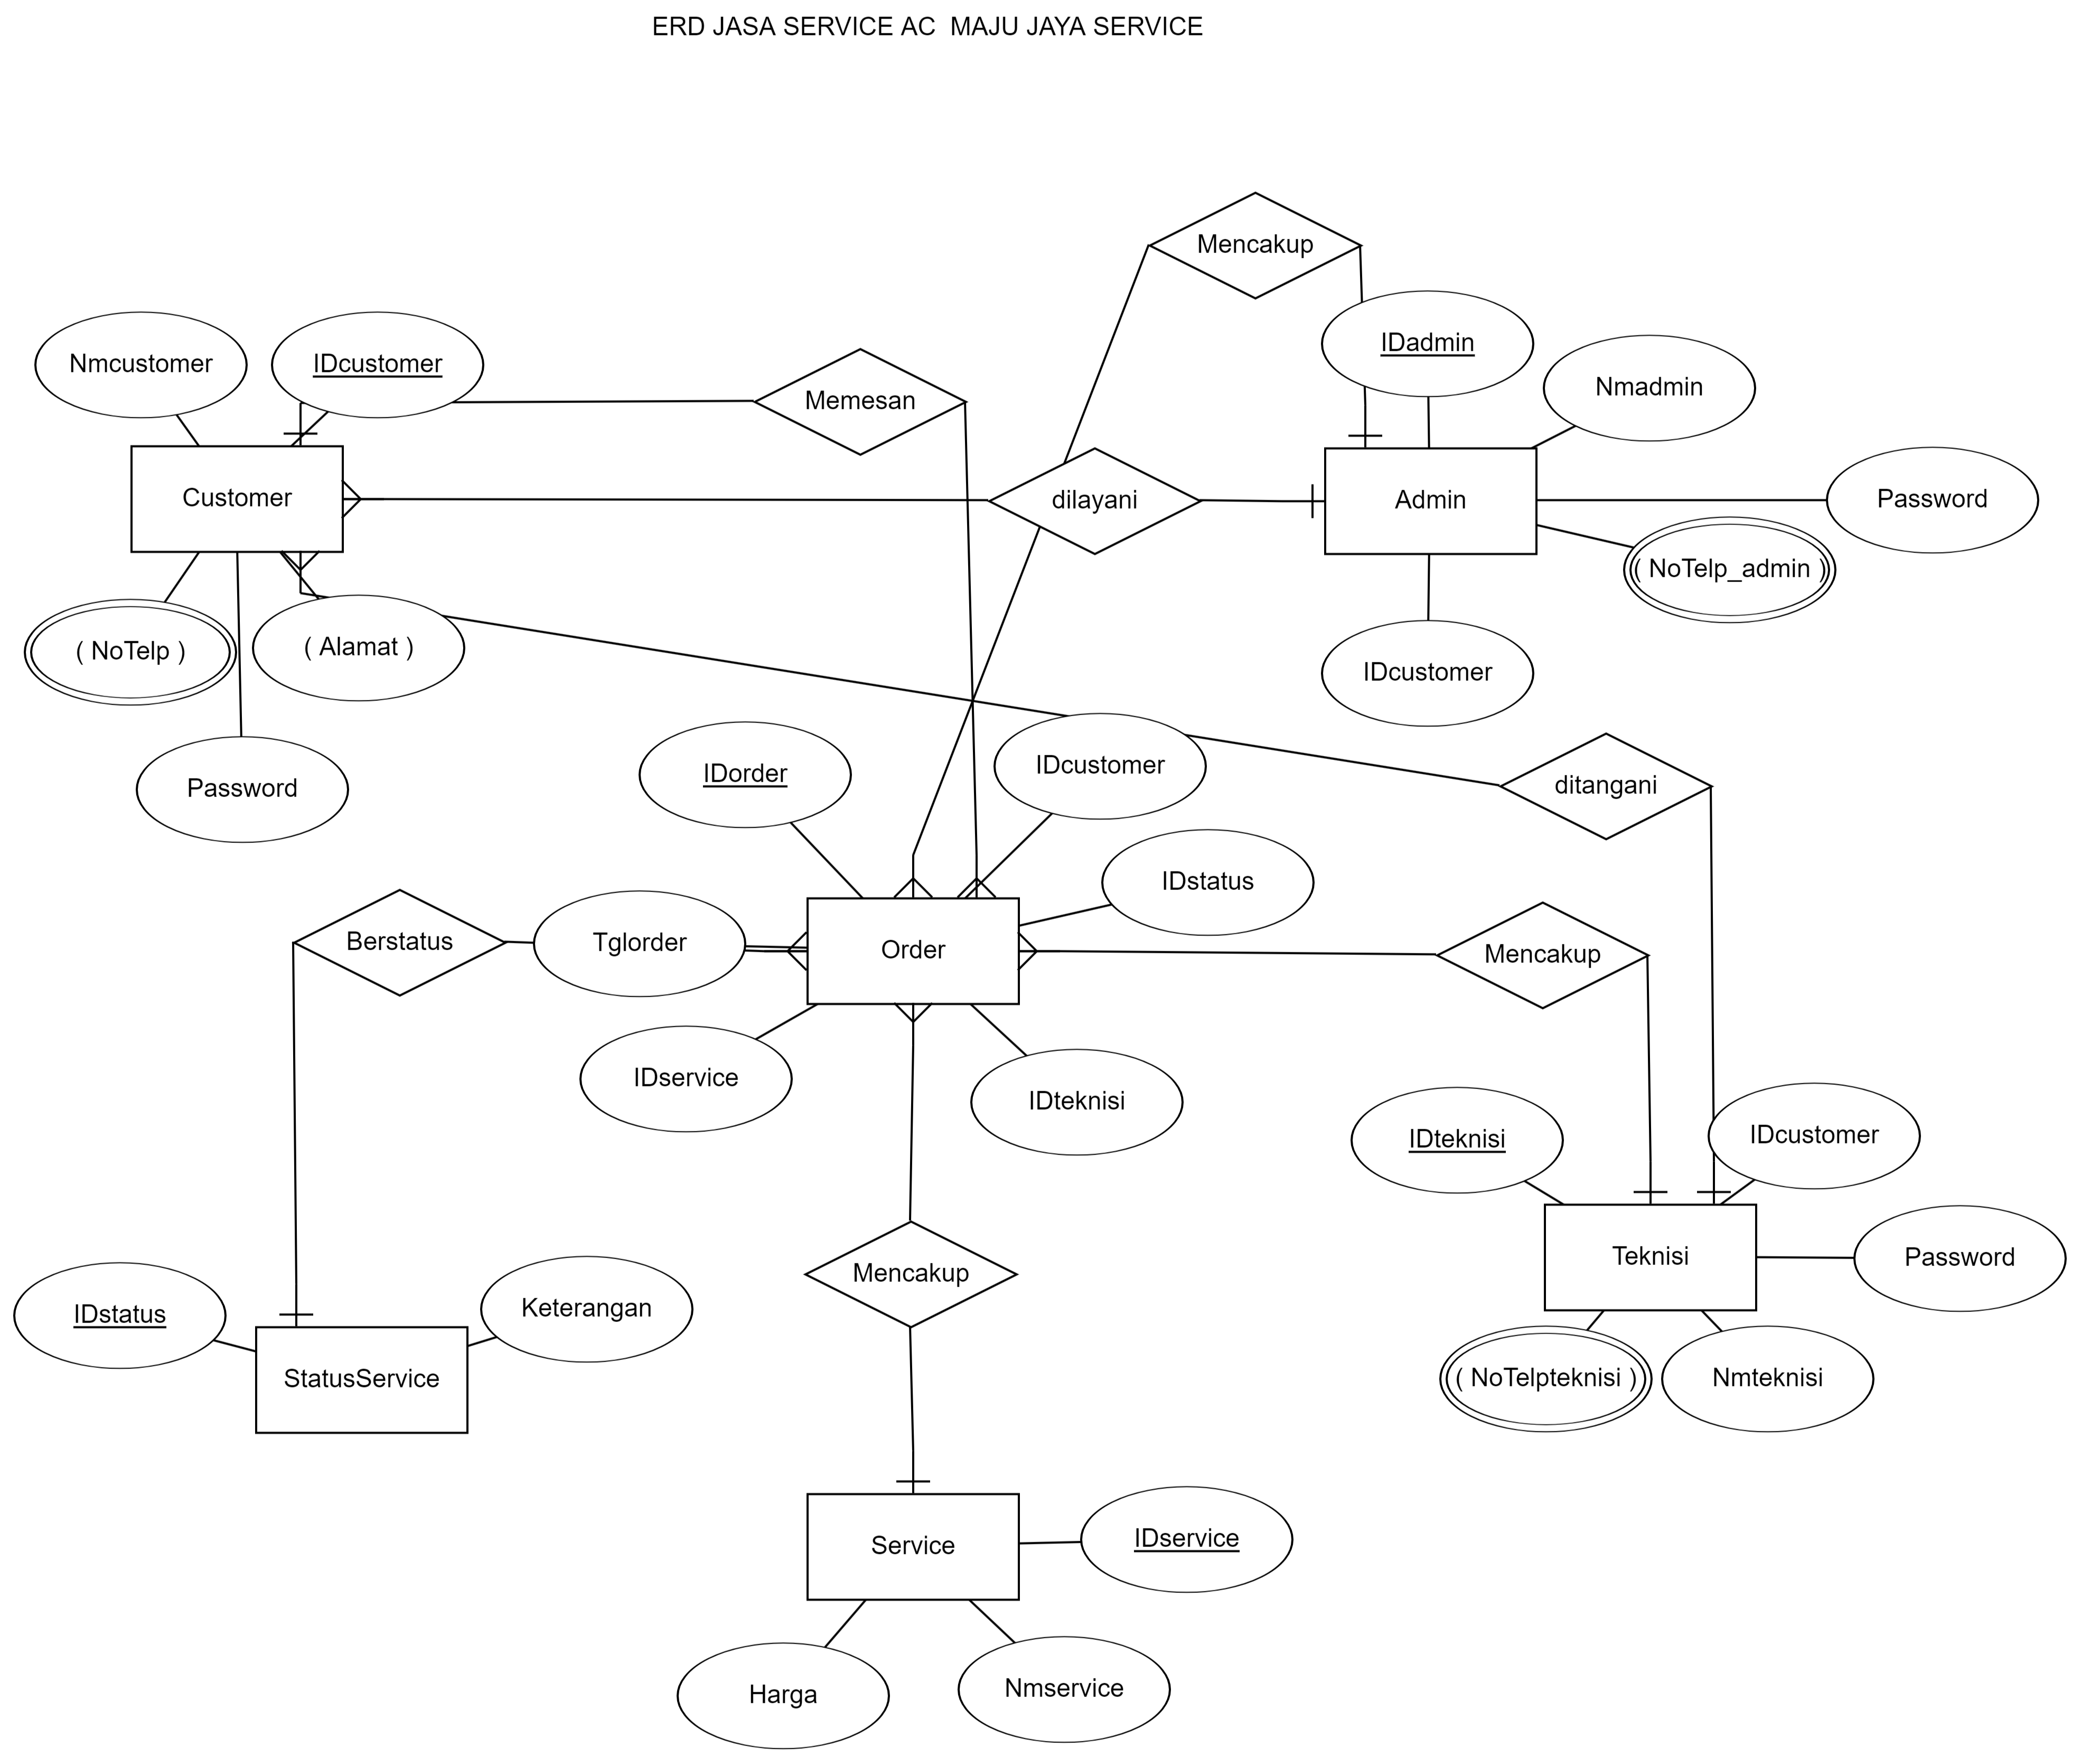 ERD JASA SERVICE AC  MAJU JAYA SERVICE
Mencakup
IDadmin
Nmcustomer
IDcustomer
Nmadmin
Memesan
Customer
dilayani
Admin
Password
( NoTelp_admin )
( NoTelp )
( Alamat )
IDcustomer
IDorder
IDcustomer
Password
ditangani
IDstatus
Berstatus
Tglorder
Order
Mencakup
IDservice
IDteknisi
IDteknisi
IDcustomer
Mencakup
Teknisi
Password
IDstatus
Keterangan
StatusService
( NoTelpteknisi )
Nmteknisi
Service
IDservice
Harga
Nmservice